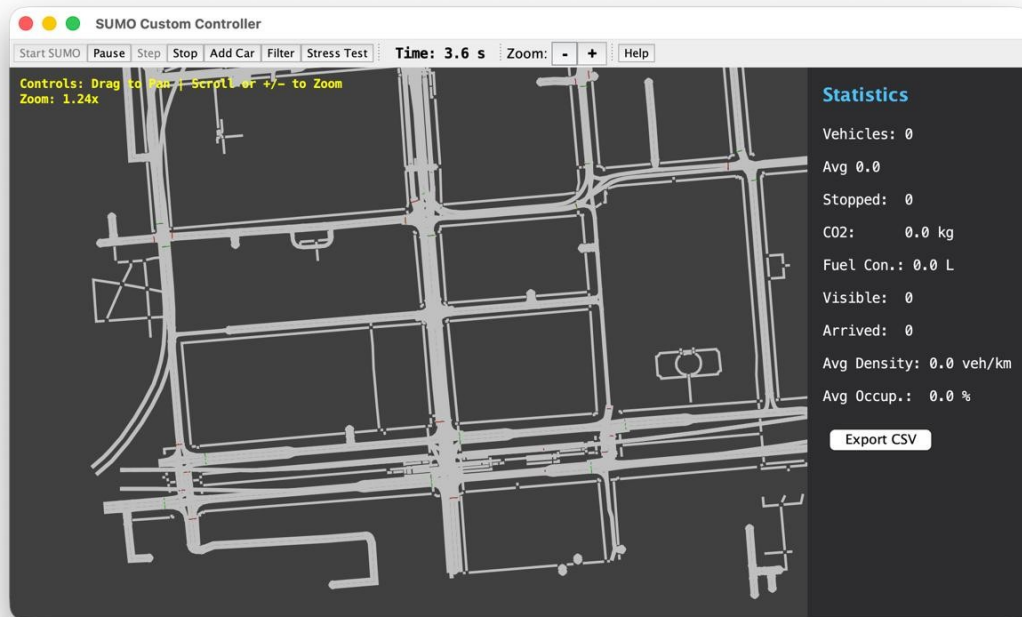 SUMO Custom Controller
Start SUMO Pause Step Stop Add Car Filter Stress Test Time: 3.6 s Zoom: - + Help
Controls: Drag to Pan | Scroll or +/- to Zoom
Zoom: 1.24x
Statistics
Vehicles: 0
Avg 0.0
Stopped: 0
CO2: 0.0 kg
Fuel Con.: 0.0 L
Visible: 0
Arrived: 0
Avg Density: 0.0 veh/km
Avg Occup.: 0.0 %
Export CSV